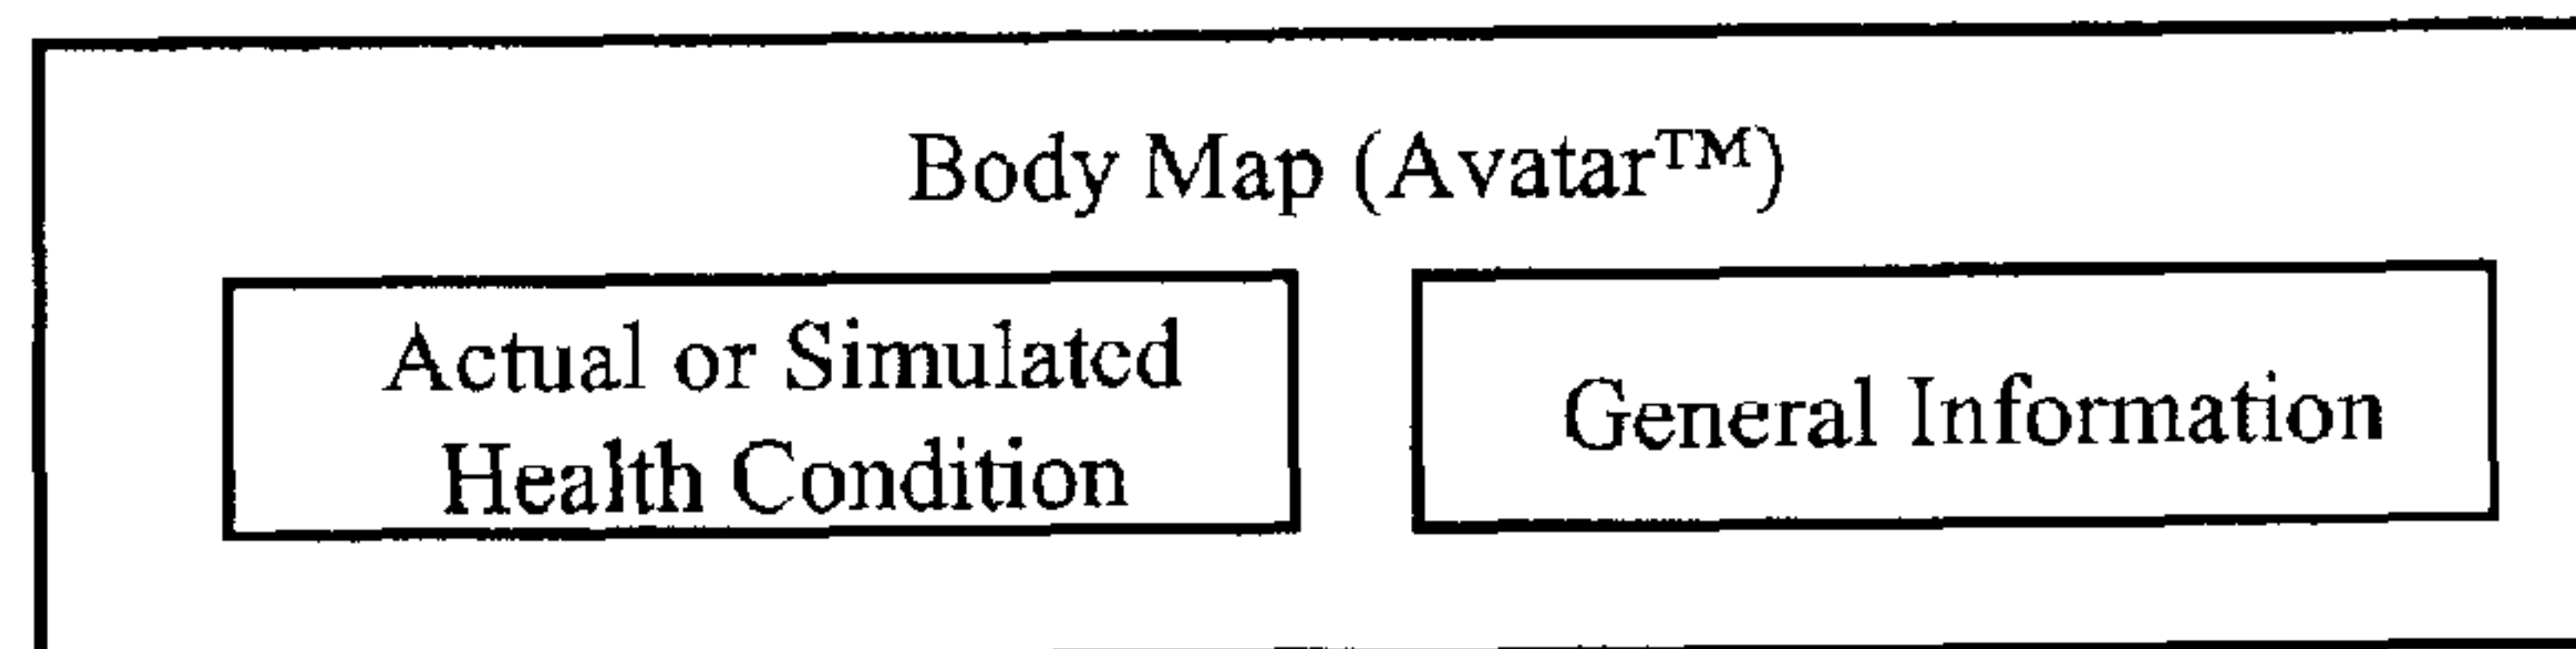 Body Map (Avatar™)
Actual or Simulated
Health Condition
General Information